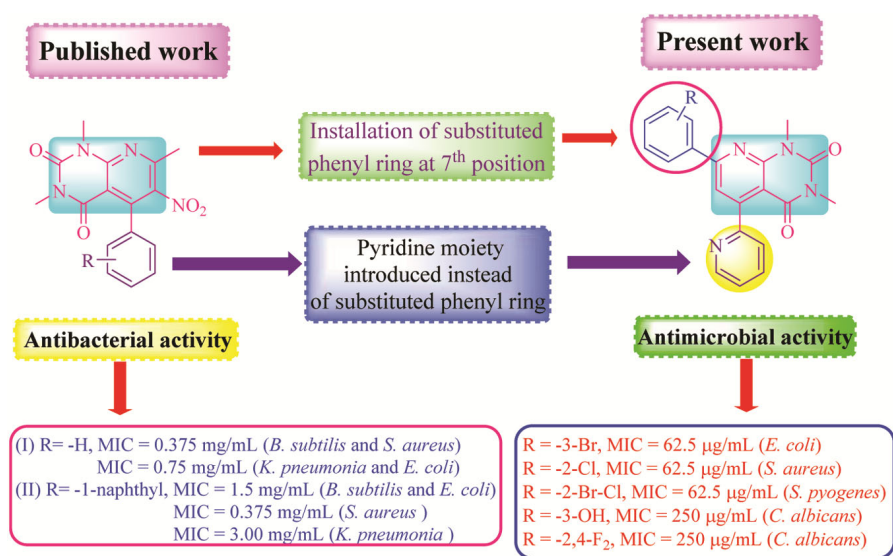 Published work
Present work
Installation of substituted
phenyl ring at 7th position
Pyridine moiety
introduced instead
of substituted phenyl ring
O
N
N
N
O
NO2
R
R
N
N
O
N
O
N
Antibacterial activity
Antimicrobial activity
(I) R= -H, MIC = 0.375 mg/mL (B. subtilis and S. aureus)
MIC = 0.75 mg/mL (K. pneumonia and E. coli)
(II) R= -1-naphthyl, MIC = 1.5 mg/mL (B. subtilis and E. coli)
MIC = 0.375 mg/mL (S. aureus )
MIC = 3.00 mg/mL (K. pneumonia )
R = -3-Br, MIC = 62.5 μg/mL (E. coli)
R = -2-Cl, MIC = 62.5 μg/mL (S. aureus)
R = -2-Br-Cl, MIC = 62.5 μg/mL (S. pyogenes)
R = -3-OH, MIC = 250 μg/mL (C. albicans)
R = -2,4-F2, MIC = 250 μg/mL (C. albicans)